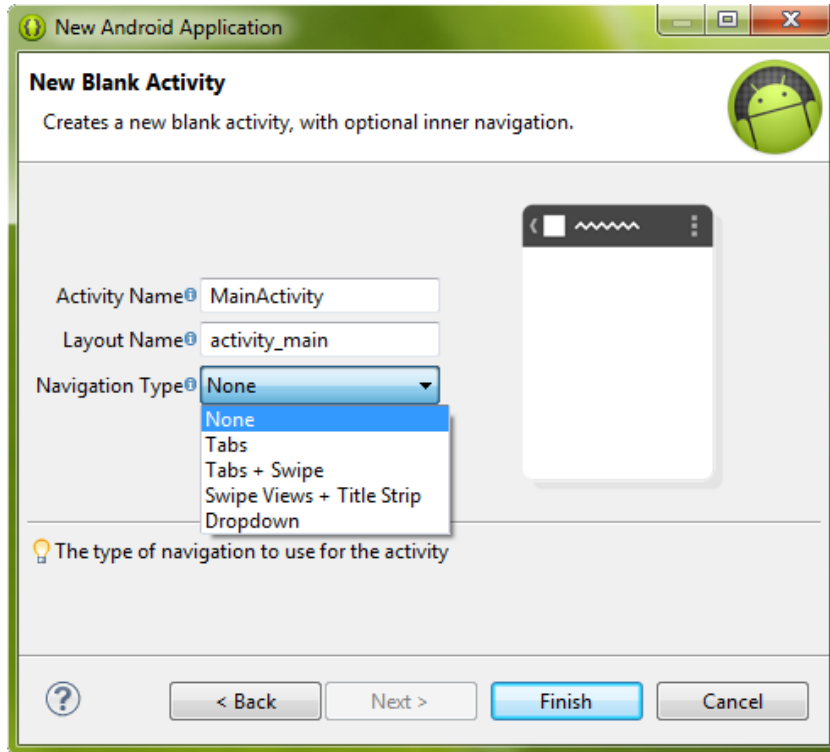 New Android Application
New Blank Activity
Creates a new blank activity, with optional inner navigation.
Activity Name MainActivity
Layout Name activity_main
Navigation Type None
None
Tabs
Tabs + Swipe
Swipe Views + Title Strip
Dropdown
The type of navigation to use for the activity
? < Back Next > Finish Cancel